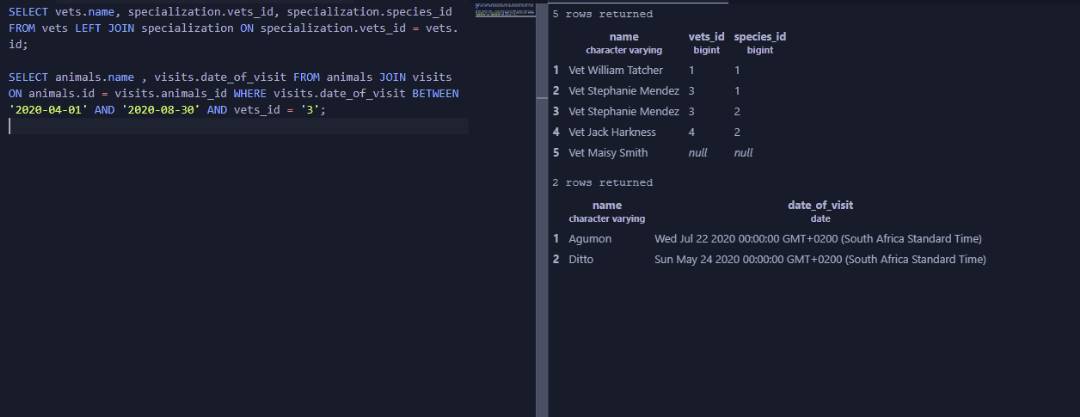 SELECT vets.name, specialization.vets_id, specialization.species_id
FROM vets LEFT JOIN specialization ON specialization.vets_id = vets.
id;
SELECT animals.name , visits.date_of_visit FROM animals JOIN visits
ON animals.id = visits.animals_id WHERE visits.date_of_visit BETWEEN
'2020-04-01' AND '2020-08-30' AND vets_id = '3';
5 rows returned
name vets_id species_id
character varying bigint bigint
1 Vet William Tatcher 1 1
2 Vet Stephanie Mendez 3 1
3 Vet Stephanie Mendez 3 2
4 Vet Jack Harkness 4 2
5 Vet Maisy Smith null null
2 rows returned
name date_of_visit
character varying date
1 Agumon Wed Jul 22 2020 00:00:00 GMT+0200 (South Africa Standard Time)
2 Ditto Sun May 24 2020 00:00:00 GMT+0200 (South Africa Standard Time)